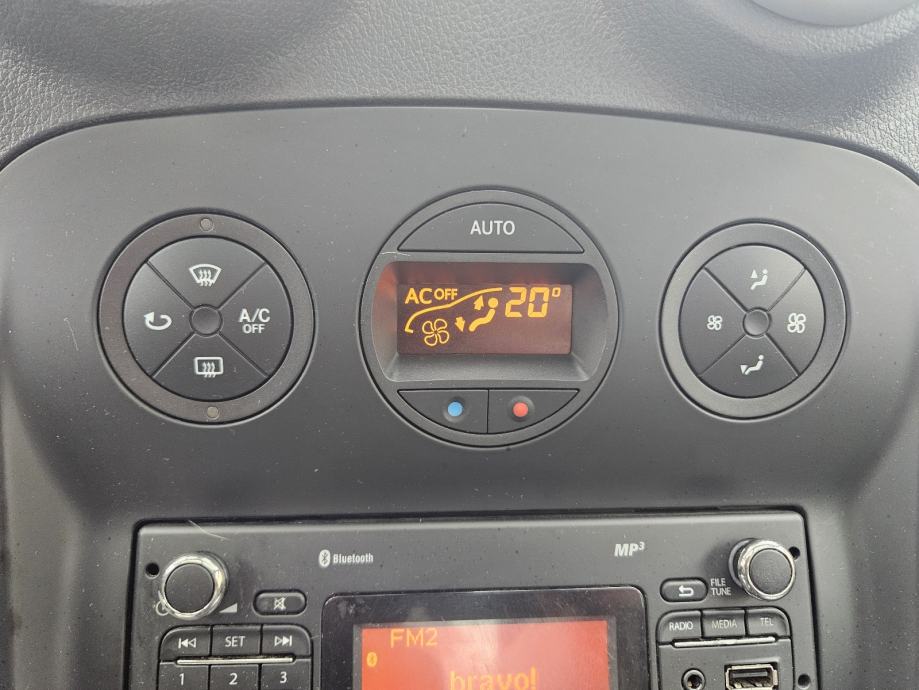 AUTO
A/C
OFF
AC OFF 20°
Bluetooth
MP3
FILE
TUNE
SET
RADIO MEDIA TEL
1 2 3
FM2
bravo!